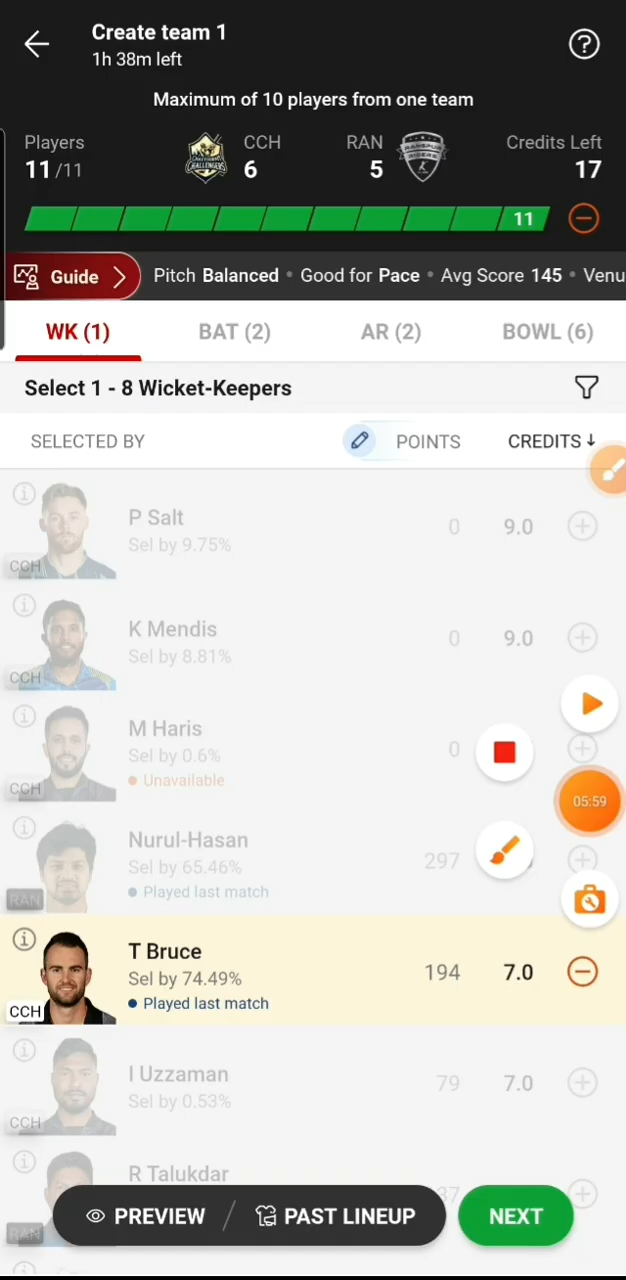 Create team 1
1h 38m left
Maximum of 10 players from one team
Players
11/11
CHALLENGERS
CCH
6
RAN
5
RANGPUR
RIDERS
Credits Left
17
11
Guide
Pitch Balanced • Good for Pace • Avg Score 145 • Venu
WK (1)
BAT (2)
AR (2)
BOWL (6)
Select 1 - 8 Wicket-Keepers
SELECTED BY
POINTS
CREDITS ↓
P Salt
Sel by 9.75%
0
9.0
CCH
K Mendis
Sel by 8.81%
0
9.0
CCH
M Haris
Sel by 0.6%
• Unavailable
0
CCH
05:59
Nurul-Hasan
Sel by 65.46%
• Played last match
297
RAN
T Bruce
Sel by 74.49%
• Played last match
194
7.0
CCH
I Uzzaman
Sel by 0.53%
79
7.0
CCH
R Talukdar
RAN
PREVIEW / PAST LINEUP
NEXT